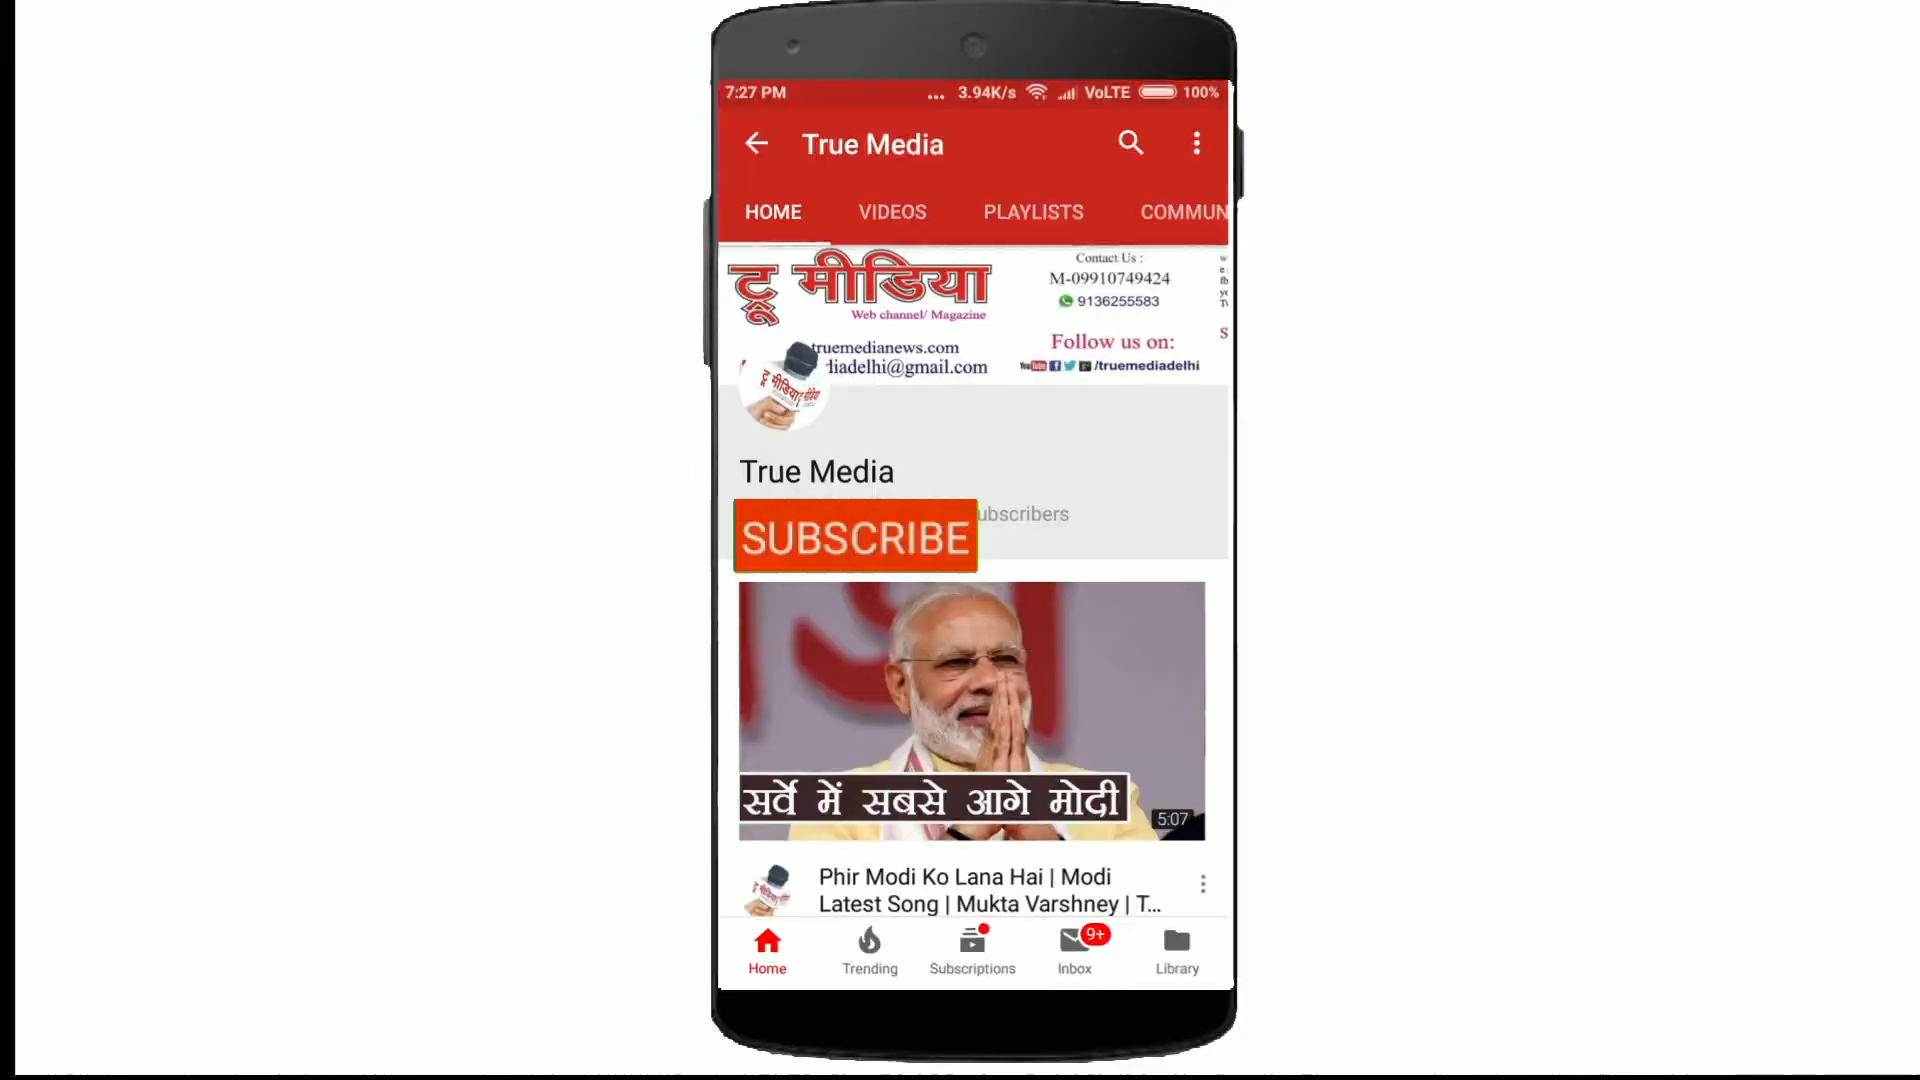 7:27 PM ... 3.94K/s VoLTE 100%
True Media
HOME VIDEOS PLAYLISTS COMMUN
टू मीडिया
Web channel/ Magazine
truemedianews.com
diadelhi@gmail.com
Contact Us :
M-09910749424
9136255583
Follow us on:
You Tube /truemediadelhi
टू मीडिया
True Media
SUBSCRIBE ubscribers
सर्वे में सबसे आगे मोदी
5:07
Phir Modi Ko Lana Hai | Modi
Latest Song | Mukta Varshney | T...
9+
Home Trending Subscriptions Inbox Library